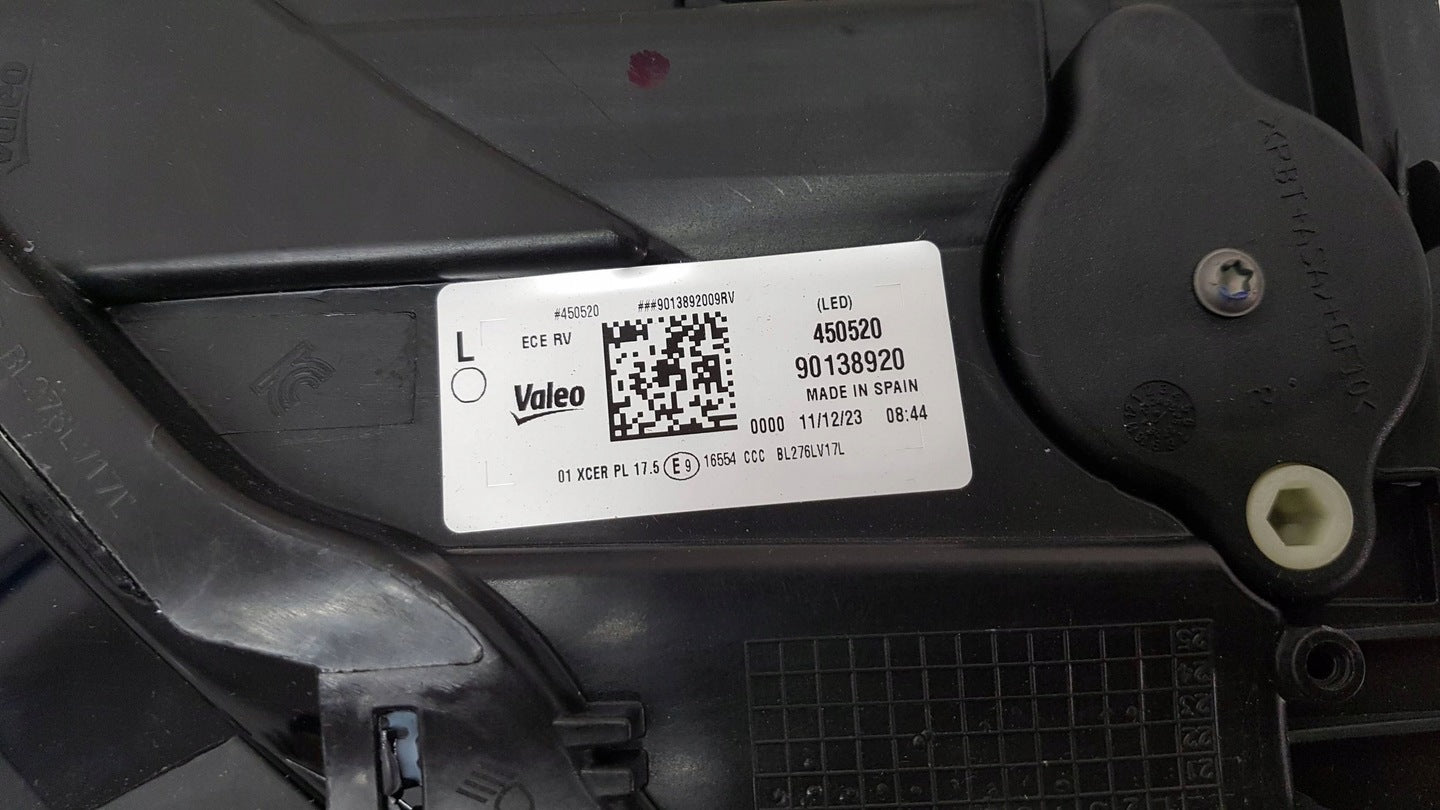 #450520 ###9013892009RV
L
ECE RV
Valeo
(LED)
450520
90138920
MADE IN SPAIN
0000 11/12/23 08:44
01 XCER PL 17.5 E9 16554 CCC BL276LV17L